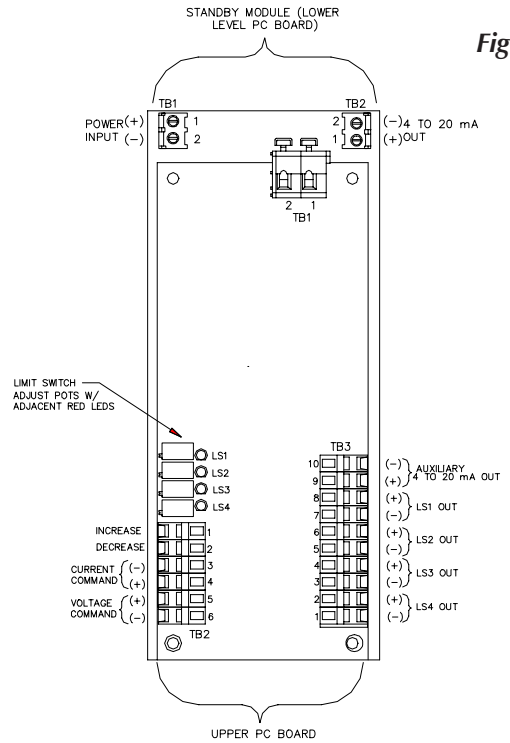 STANDBY MODULE (LOWER
LEVEL PC BOARD)
Fig
TB1
TB2
POWER (+) 1
INPUT (-) 2
2 (-) 4 TO 20 mA
1 (+) OUT
2 1
TB1
LIMIT SWITCH
ADJUST POTS W/
ADJACENT RED LEDS
LS1
LS2
LS3
LS4
INCREASE 1
DECREASE 2
CURRENT COMMAND (-) 3
(+) 4
VOLTAGE COMMAND (+) 5
(-) 6
TB2
TB3
10 (-) AUXILIARY
9 (+) 4 TO 20 mA OUT
8 (+) LS1 OUT
7 (-)
6 (+) LS2 OUT
5 (-)
4 (+) LS3 OUT
3 (-)
2 (+) LS4 OUT
1 (-)
UPPER PC BOARD